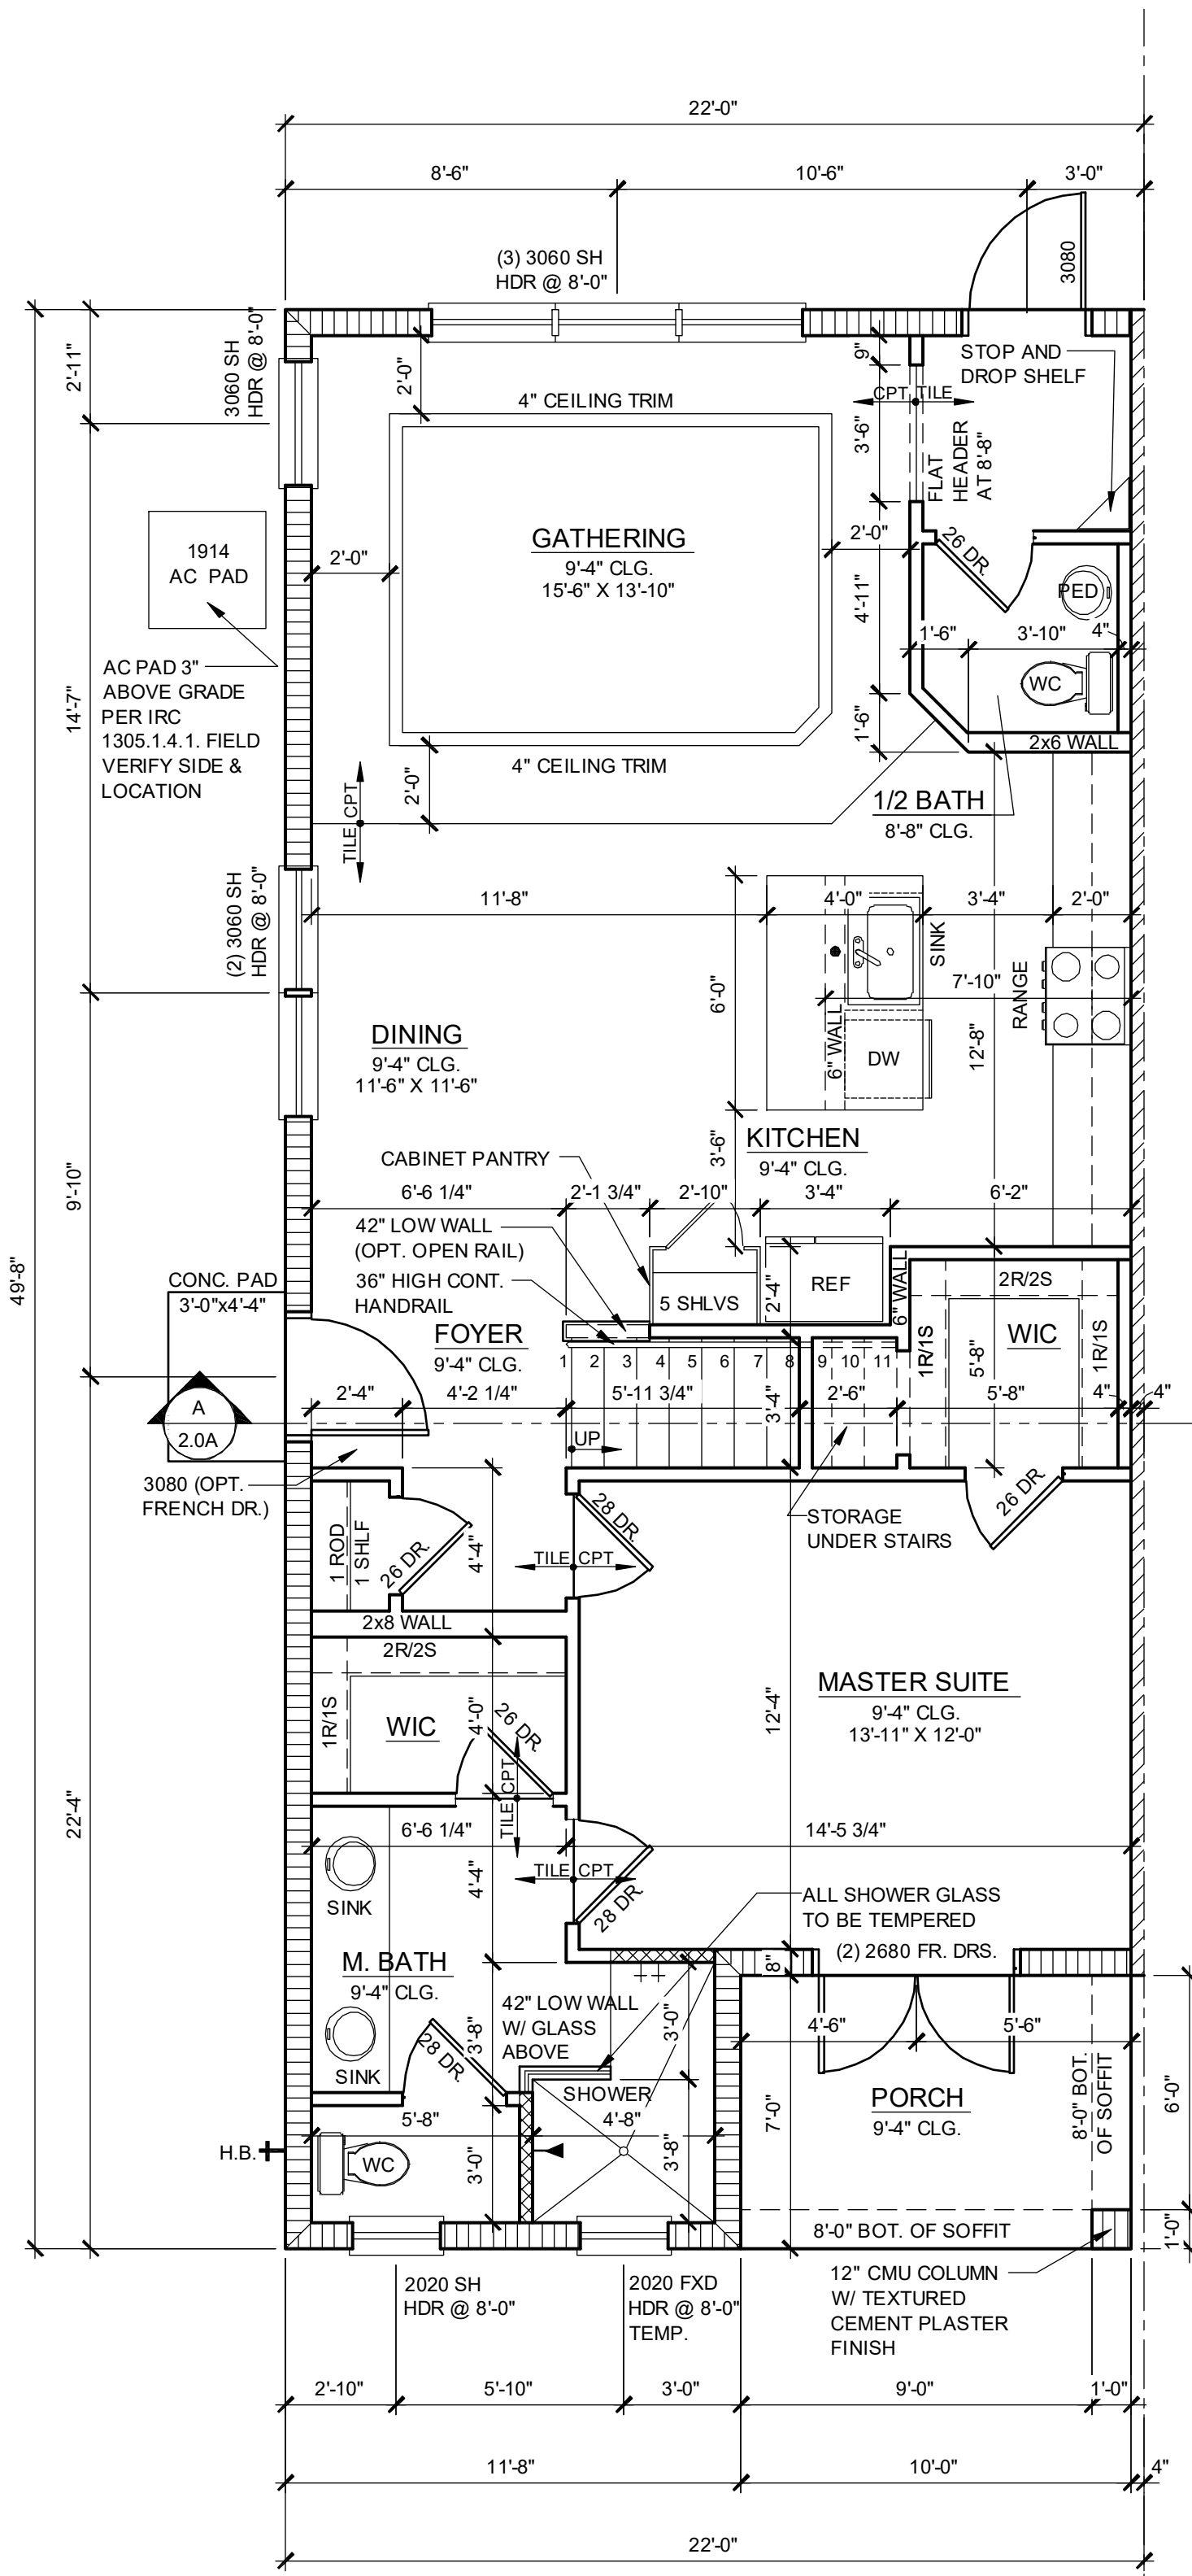 22'-0"
8'-6"
10'-6"
3'-0"
(3) 3060 SH
HDR @ 8'-0"
3080
3060 SH
HDR @ 8'-0"
2'-11"
2'-0"
4" CEILING TRIM
9"
STOP AND
DROP SHELF
CPT
TILE
3'-6"
FLAT
HEADER
AT 8'-8"
1914
AC PAD
GATHERING
9'-4" CLG.
15'-6" X 13'-10"
2'-0"
2'-0"
26 DR.
PED
4'-11"
1'-6"
3'-10"
4"
WC
AC PAD 3"
ABOVE GRADE
PER IRC
1305.1.4.1. FIELD
VERIFY SIDE &
LOCATION
14'-7"
1'-6"
2x6 WALL
4" CEILING TRIM
2'-0"
TILE
CPT
1/2 BATH
8'-8" CLG.
(2) 3060 SH
HDR @ 8'-0"
11'-8"
4'-0"
3'-4"
2'-0"
SINK
6'-0"
RANGE
7'-10"
6" WALL
DW
12'-8"
DINING
9'-4" CLG.
11'-6" X 11'-6"
9'-10"
49'-8"
3'-6"
KITCHEN
9'-4" CLG.
CABINET PANTRY
6'-6 1/4"
2'-1 3/4"
2'-10"
3'-4"
6'-2"
42" LOW WALL
(OPT. OPEN RAIL)
36" HIGH CONT.
HANDRAIL
CONC. PAD
3'-0"x4'-4"
5 SHLVS
2'-4"
REF
6" WALL
2R/2S
WIC
1R/1S
1R/1S
5'-8"
FOYER
9'-4" CLG.
1
2
3
4
5
6
7
8
9
10
11
2'-4"
4'-2 1/4"
5'-11 3/4"
3'-4"
2'-6"
5'-8"
4"
4"
A
2.0A
UP
3080 (OPT.
FRENCH DR.)
1 ROD
1 SHLF
26 DR.
4'-4"
28 DR.
TILE
CPT
STORAGE
UNDER STAIRS
26 DR.
2x8 WALL
2R/2S
1R/1S
WIC
4'-0"
26 DR.
CPT
TILE
MASTER SUITE
9'-4" CLG.
13'-11" X 12'-0"
12'-4"
22'-4"
6'-6 1/4"
14'-5 3/4"
4'-4"
TILE
CPT
28 DR.
SINK
ALL SHOWER GLASS
TO BE TEMPERED
(2) 2680 FR. DRS.
8"
M. BATH
9'-4" CLG.
42" LOW WALL
W/ GLASS
ABOVE
3'-0"
3'-8"
28 DR.
SINK
4'-6"
5'-6"
SHOWER
4'-8"
5'-8"
3'-8"
3'-0"
PORCH
9'-4" CLG.
7'-0"
8'-0" BOT.
OF SOFFIT
6'-0"
H.B.
WC
8'-0" BOT. OF SOFFIT
1'-0"
2020 SH
HDR @ 8'-0"
2020 FXD
HDR @ 8'-0"
TEMP.
12" CMU COLUMN
W/ TEXTURED
CEMENT PLASTER
FINISH
2'-10"
5'-10"
3'-0"
9'-0"
1'-0"
11'-8"
10'-0"
4"
22'-0"